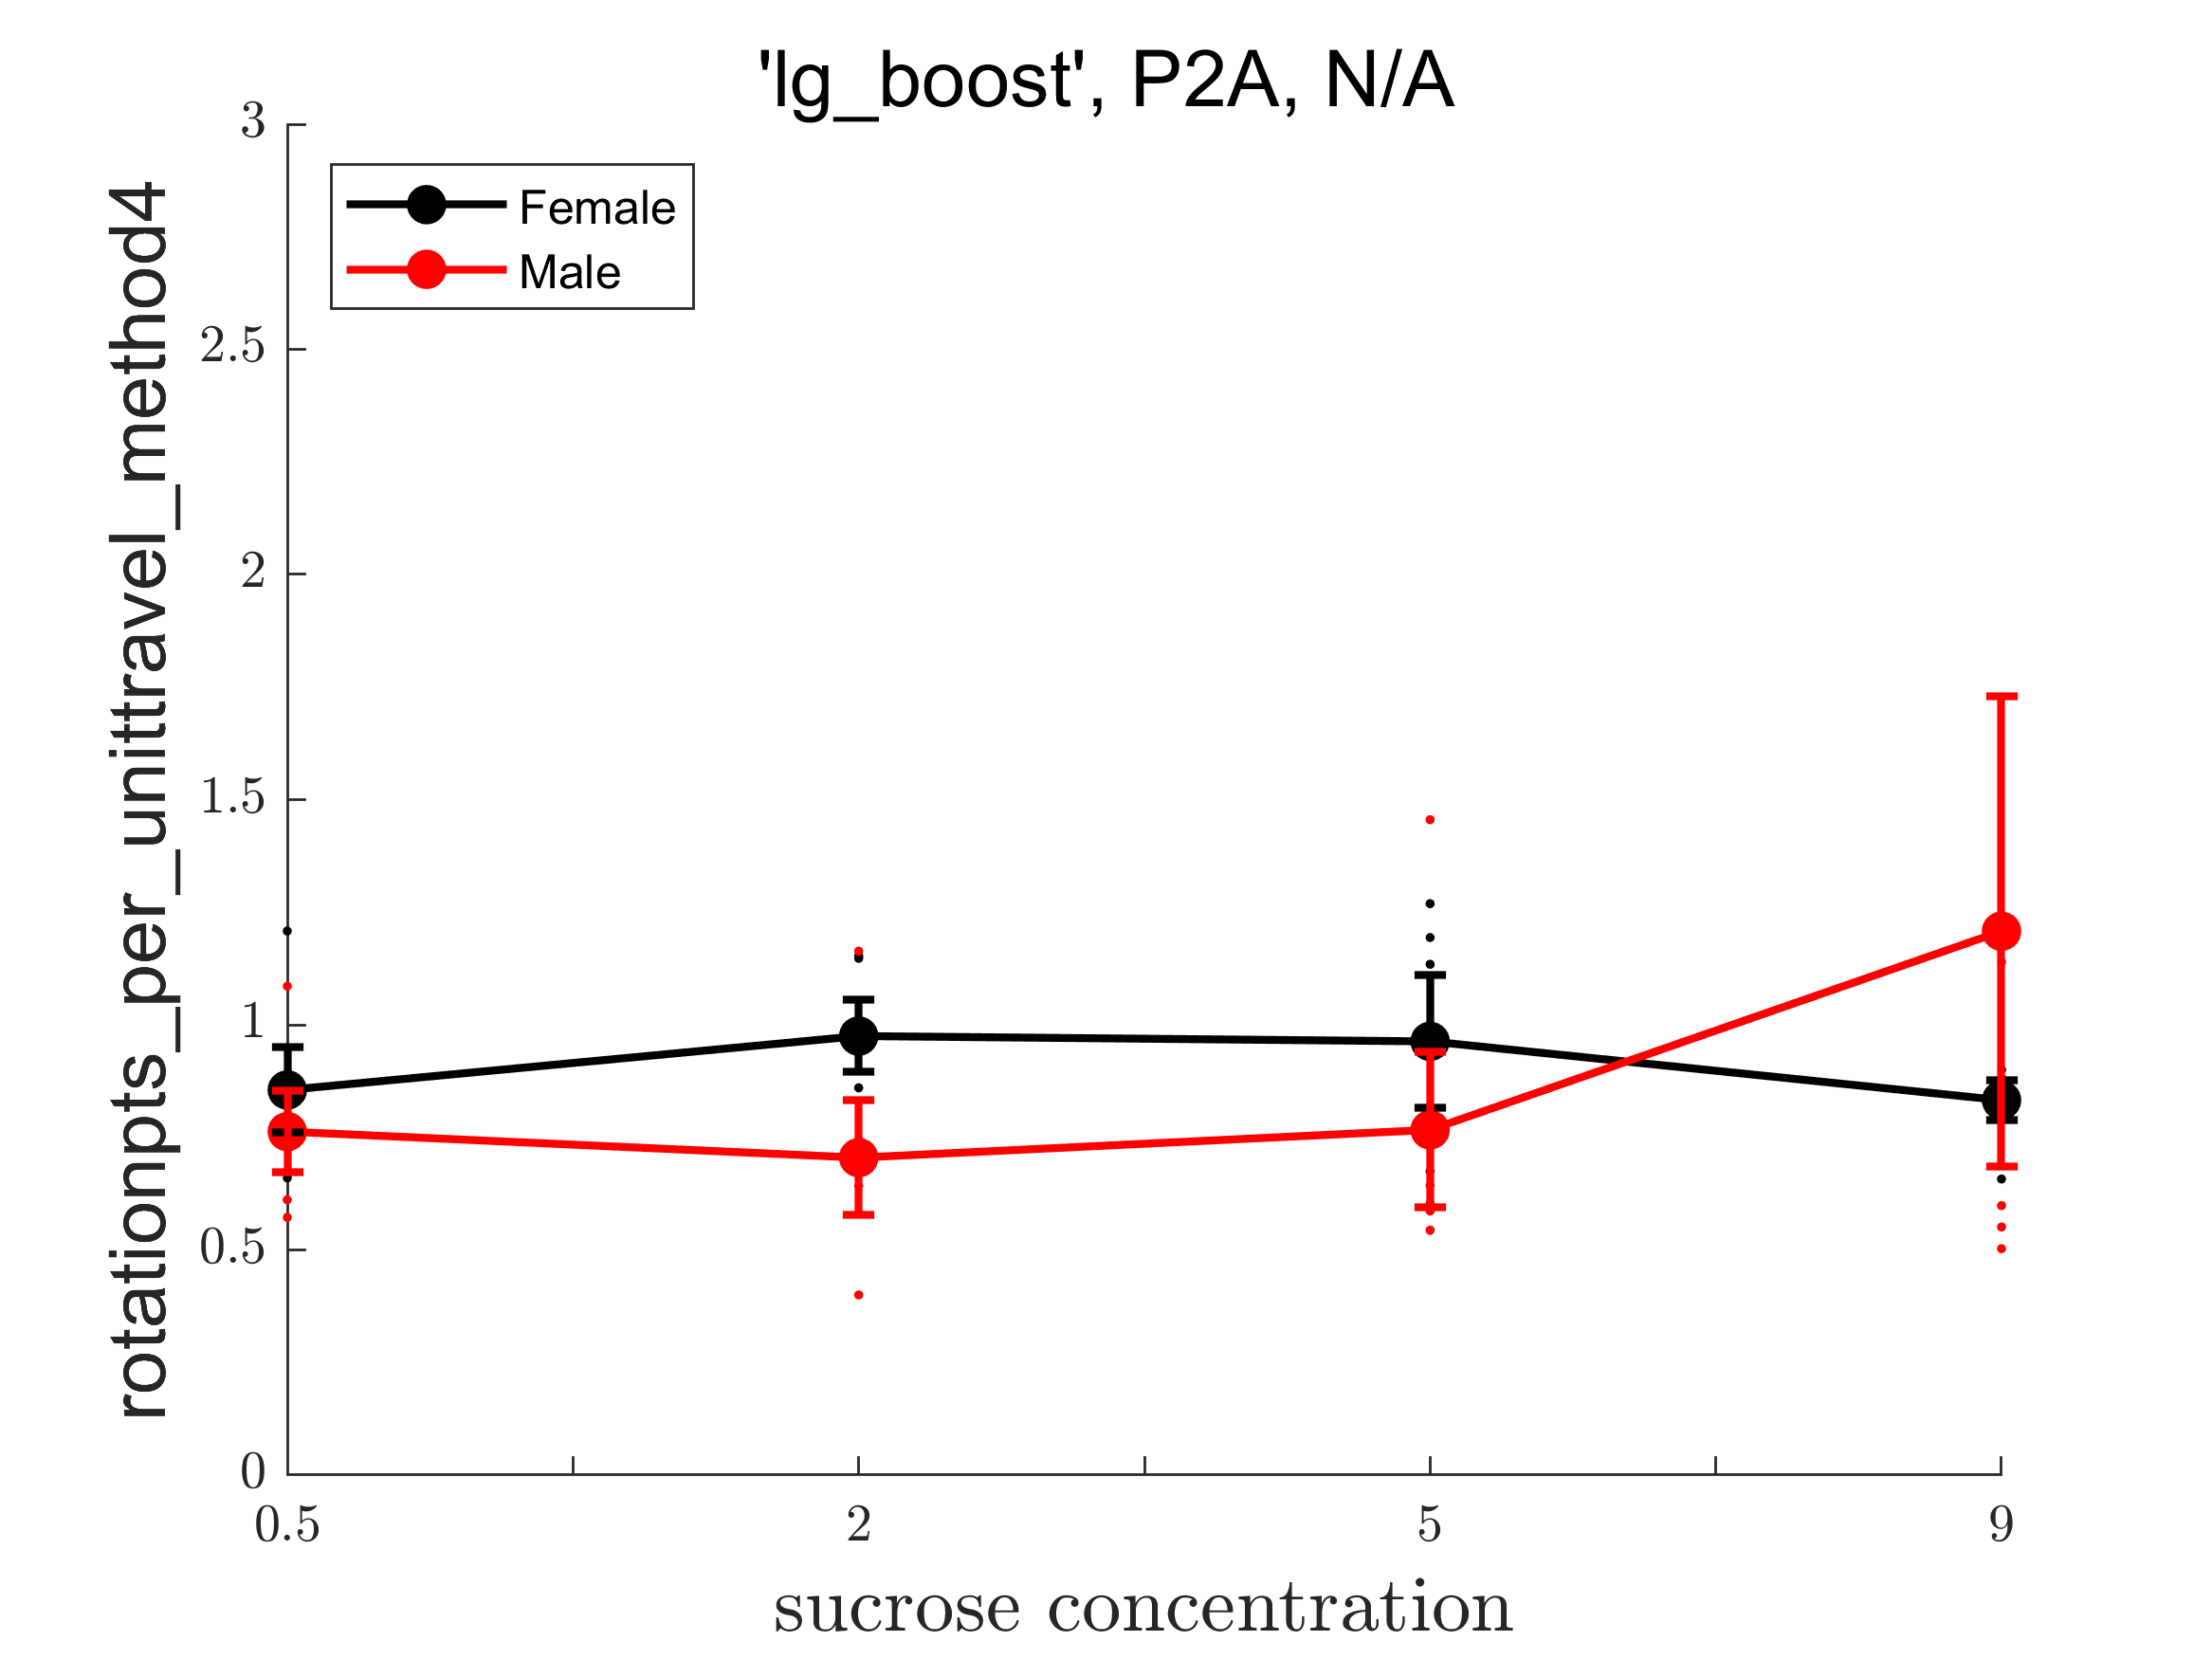 'lg_boost', P2A, N/A
rotationpts_per_unittravel_method4
3
2.5
2
1.5
1
0.5
0
Female
Male
0.5 2 5 9
sucrose concentration